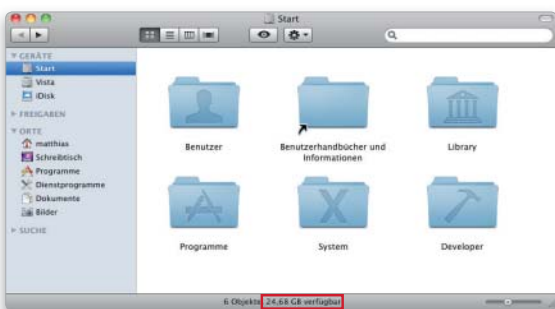 Start
GERÄTE
Start
Vista
iDisk
FREIGABEN
ORTE
matthias
Schreibtisch
Programme
Dienstprogramme
Dokumente
Bilder
SUCHE
Benutzer
Benutzerhandbücher und
Informationen
Library
Programme
System
Developer
6 Objekte, 24,68 GB verfügbar